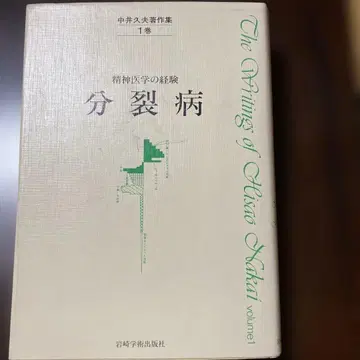 中井久夫著作集
1巻
精神医学の経験
分裂病
岩崎学術出版社
The Writings of Hisao Nakai volume 1